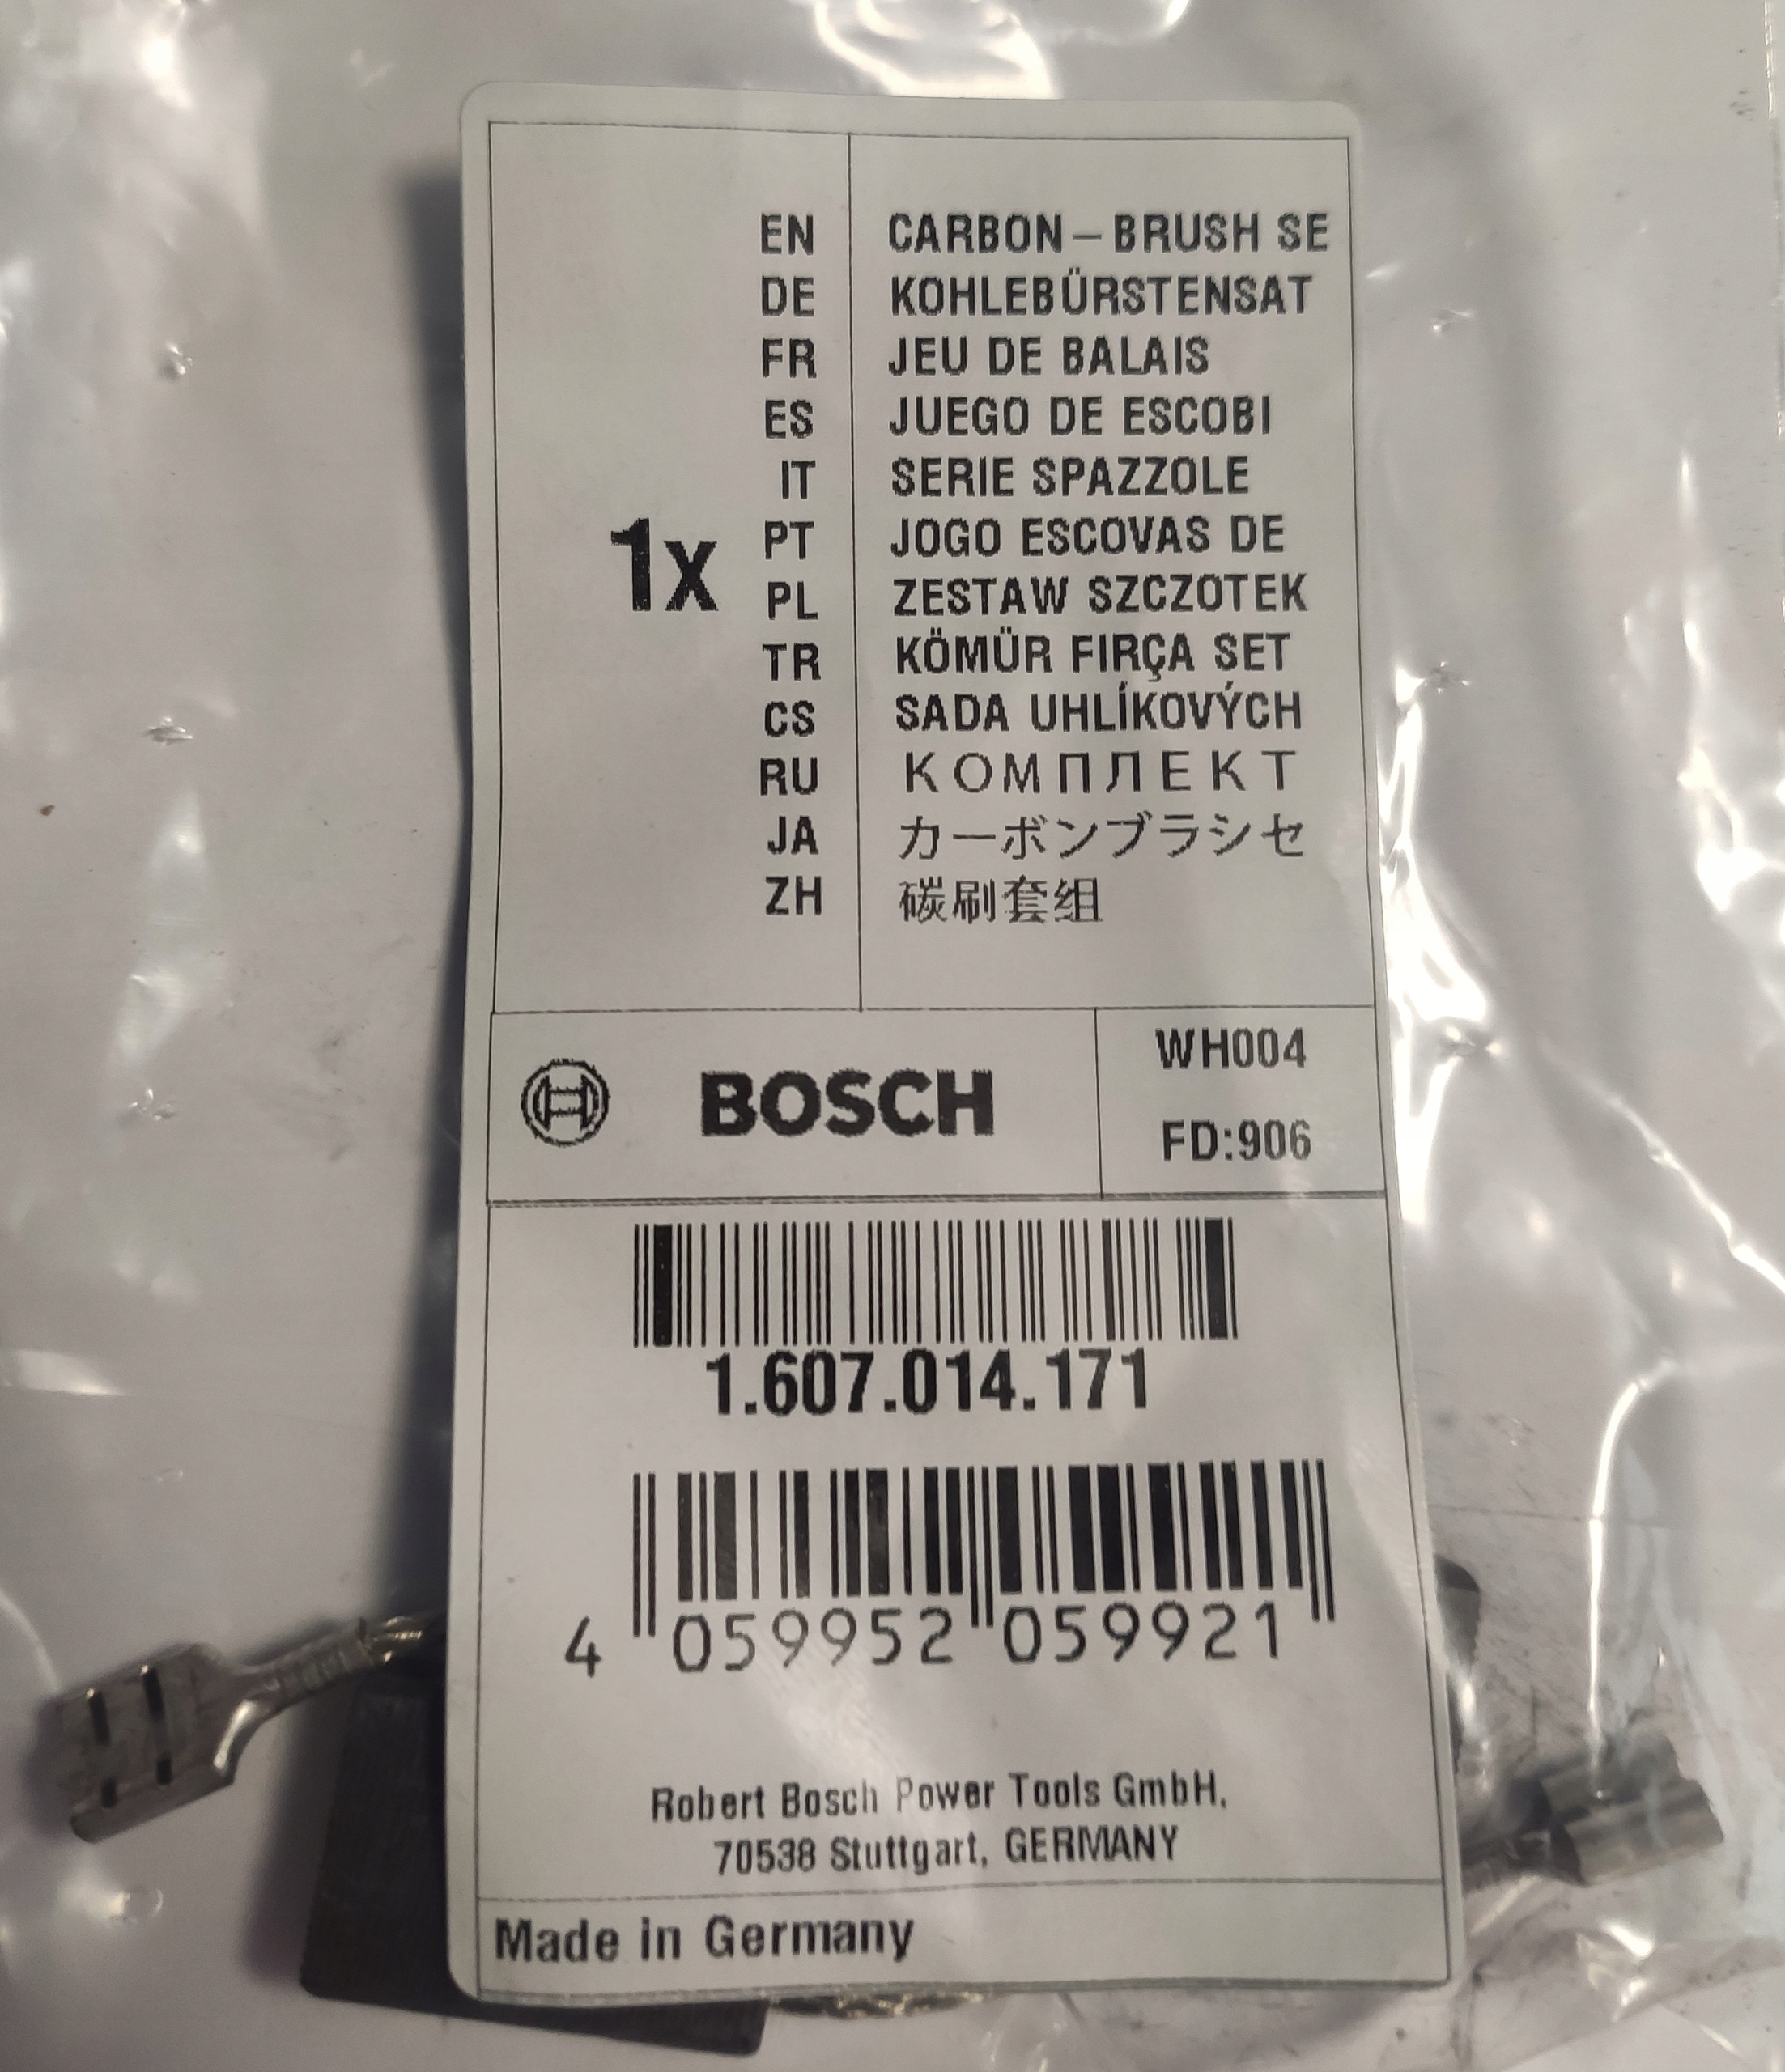 1x
EN CARBON–BRUSH SE
DE KOHLEBÜRSTENSAT
FR JEU DE BALAIS
ES JUEGO DE ESCOBI
IT SERIE SPAZZOLE
PT JOGO ESCOVAS DE
PL ZESTAW SZCZOTEK
TR KÖMÜR FIRÇA SET
CS SADA UHLÍKOVÝCH
RU КОМПЛЕКТ
JA カーボンブラシセ
ZH 碳刷套组
BOSCH
WH004
FD:906
1.607.014.171
4 059952 059921
Robert Bosch Power Tools GmbH,
70538 Stuttgart, GERMANY
Made in Germany